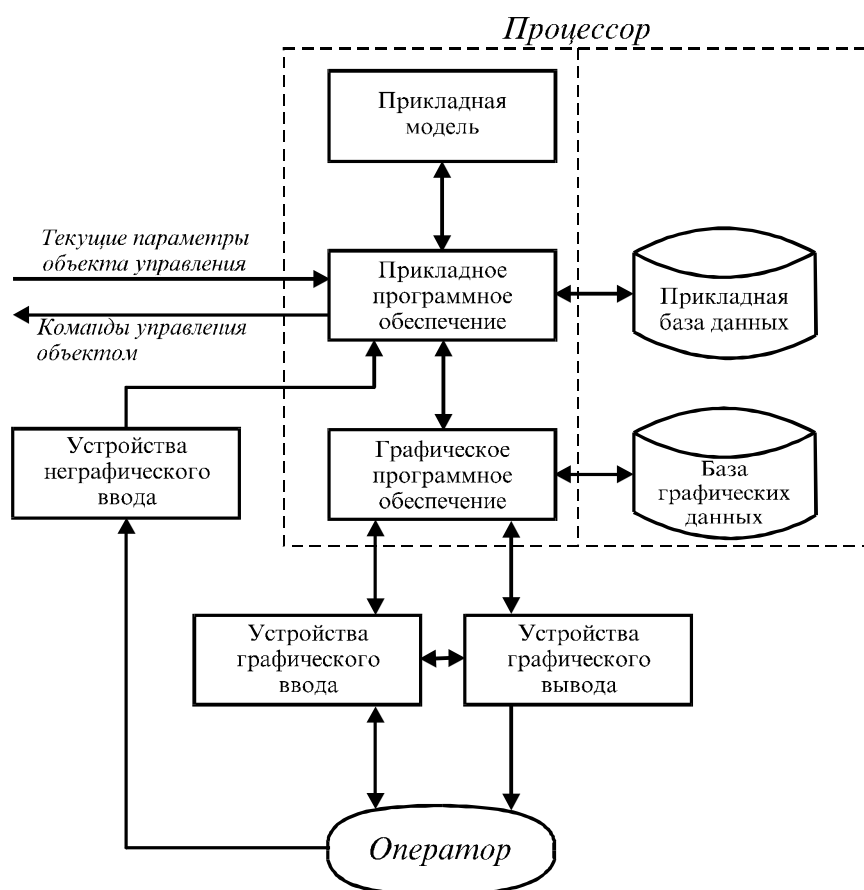 Процессор
Прикладная
модель
Текущие параметры
объекта управления
Прикладное
программное
обеспечение
Прикладная
база данных
Команды управления
объектом
Устройства
неграфического
ввода
Графическое
программное
обеспечение
База
графических
данных
Устройства
графического
ввода
Устройства
графического
вывода
Оператор